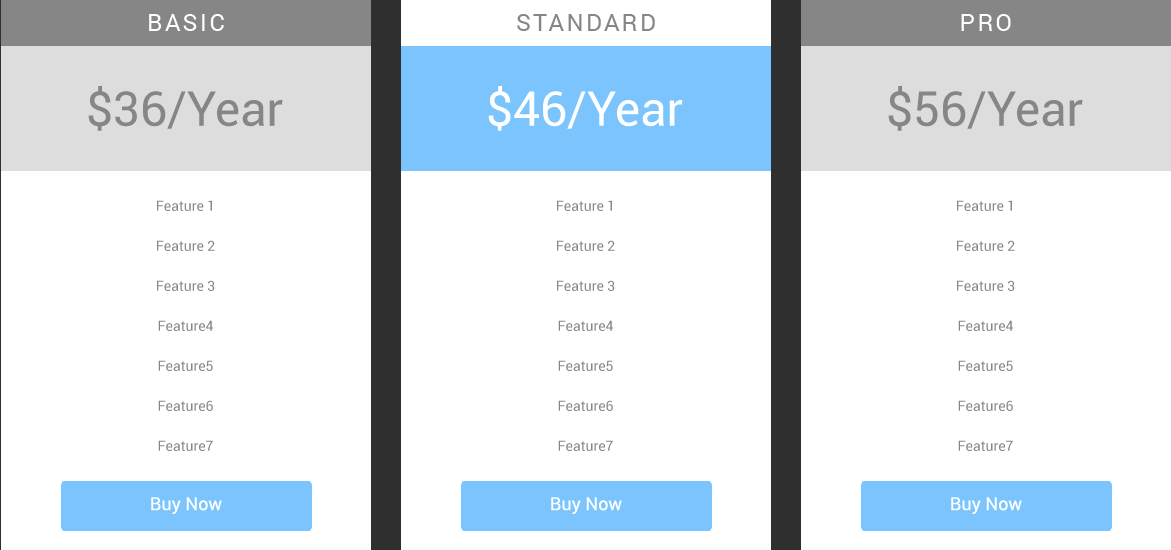 BASIC
$36/Year
Feature 1
Feature 2
Feature 3
Feature4
Feature5
Feature6
Feature7
Buy Now
STANDARD
$46/Year
Feature 1
Feature 2
Feature 3
Feature4
Feature5
Feature6
Feature7
Buy Now
PRO
$56/Year
Feature 1
Feature 2
Feature 3
Feature4
Feature5
Feature6
Feature7
Buy Now